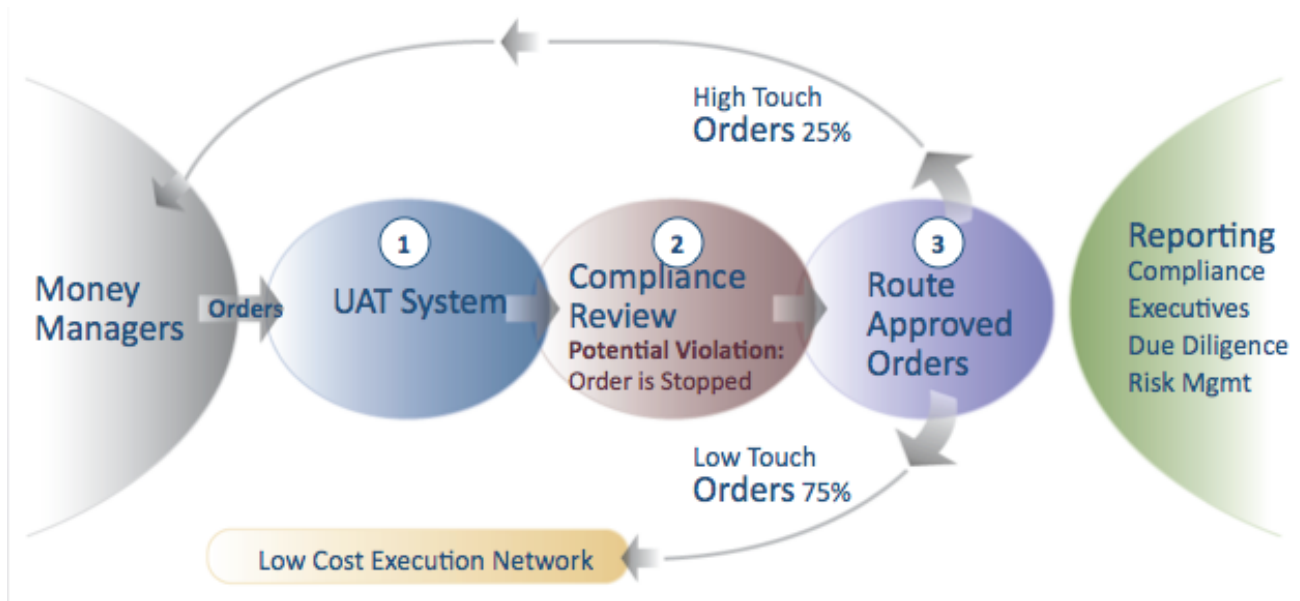 High Touch
Orders 25%
Money
Managers
Orders
1
UAT System
2
Compliance
Review
Potential Violation:
Order is Stopped
3
Route
Approved
Orders
Reporting
Compliance
Executives
Due Diligence
Risk Mgmt
Low Touch
Orders 75%
Low Cost Execution Network